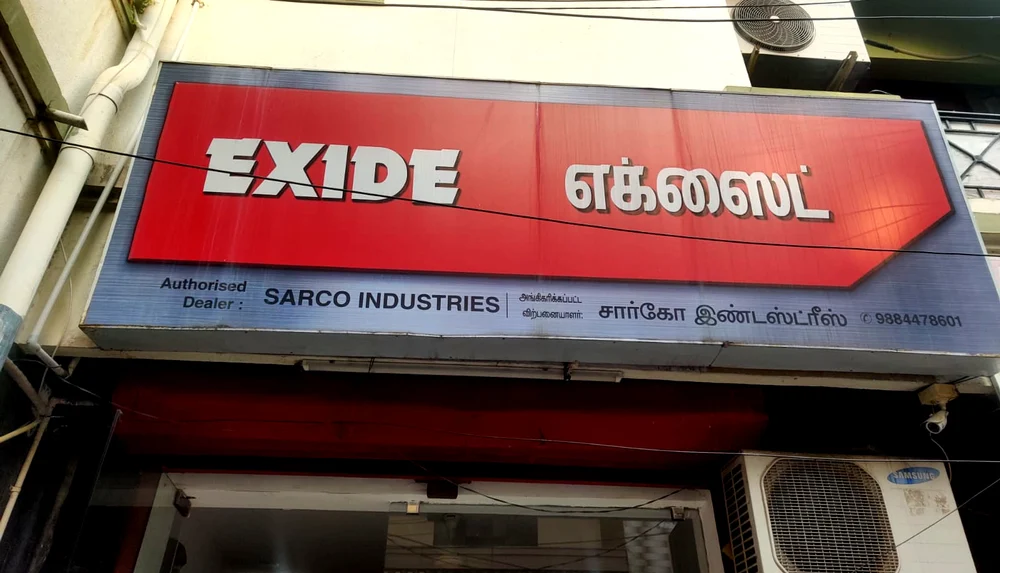 EXIDE எக்ஸைட்
Authorised
Dealer :
SARCO INDUSTRIES
அங்கிகரிக்கப்பட்ட
விற்பனையாளர்:
சார்கோ இண்டஸ்ட்ரீஸ் ✆ 9884478601
SAMSUNG